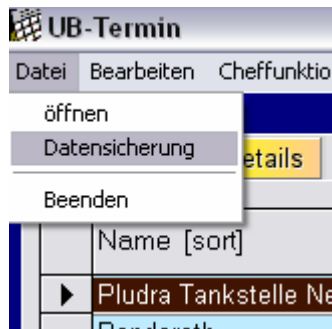 UB-Termin
Datei Bearbeiten Cheffunktio
öffnen
Datensicherung
etails
Beenden
Name [sort]
Pludra Tankstelle Ne